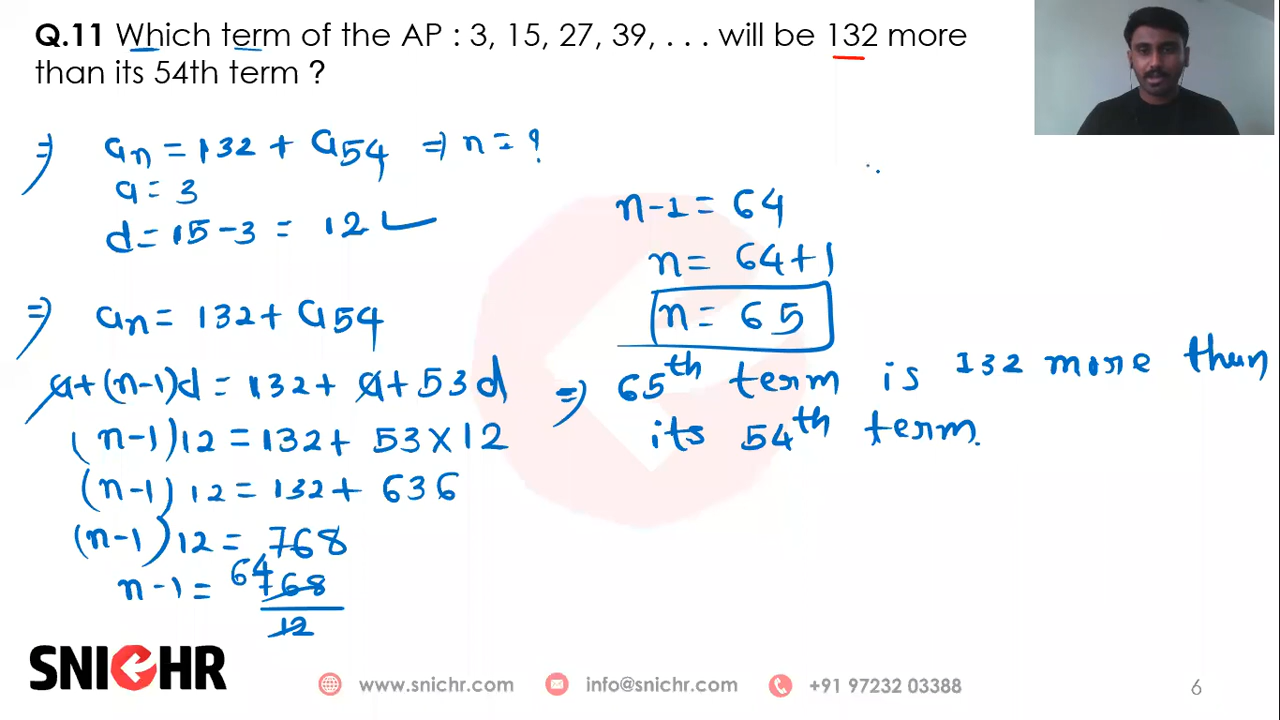 Q.11 Which term of the AP : 3, 15, 27, 39, . . . will be 132 more
than its 54th term ?
⇒ an = 132 + a54 ⇒ n = ?
a = 3
d = 15 - 3 = 12
⇒ an = 132 + a54
a + (n-1)d = 132 + a + 53d
(n-1)12 = 132 + 53 × 12
(n-1) 12 = 132 + 636
(n-1) 12 = 768
n-1 = 768/12 64
n-1 = 64
n = 64+1
n = 65
⇒ 65th term is 132 more than
its 54th term.
SNICHR
www.snichr.com info@snichr.com +91 97232 03388 6